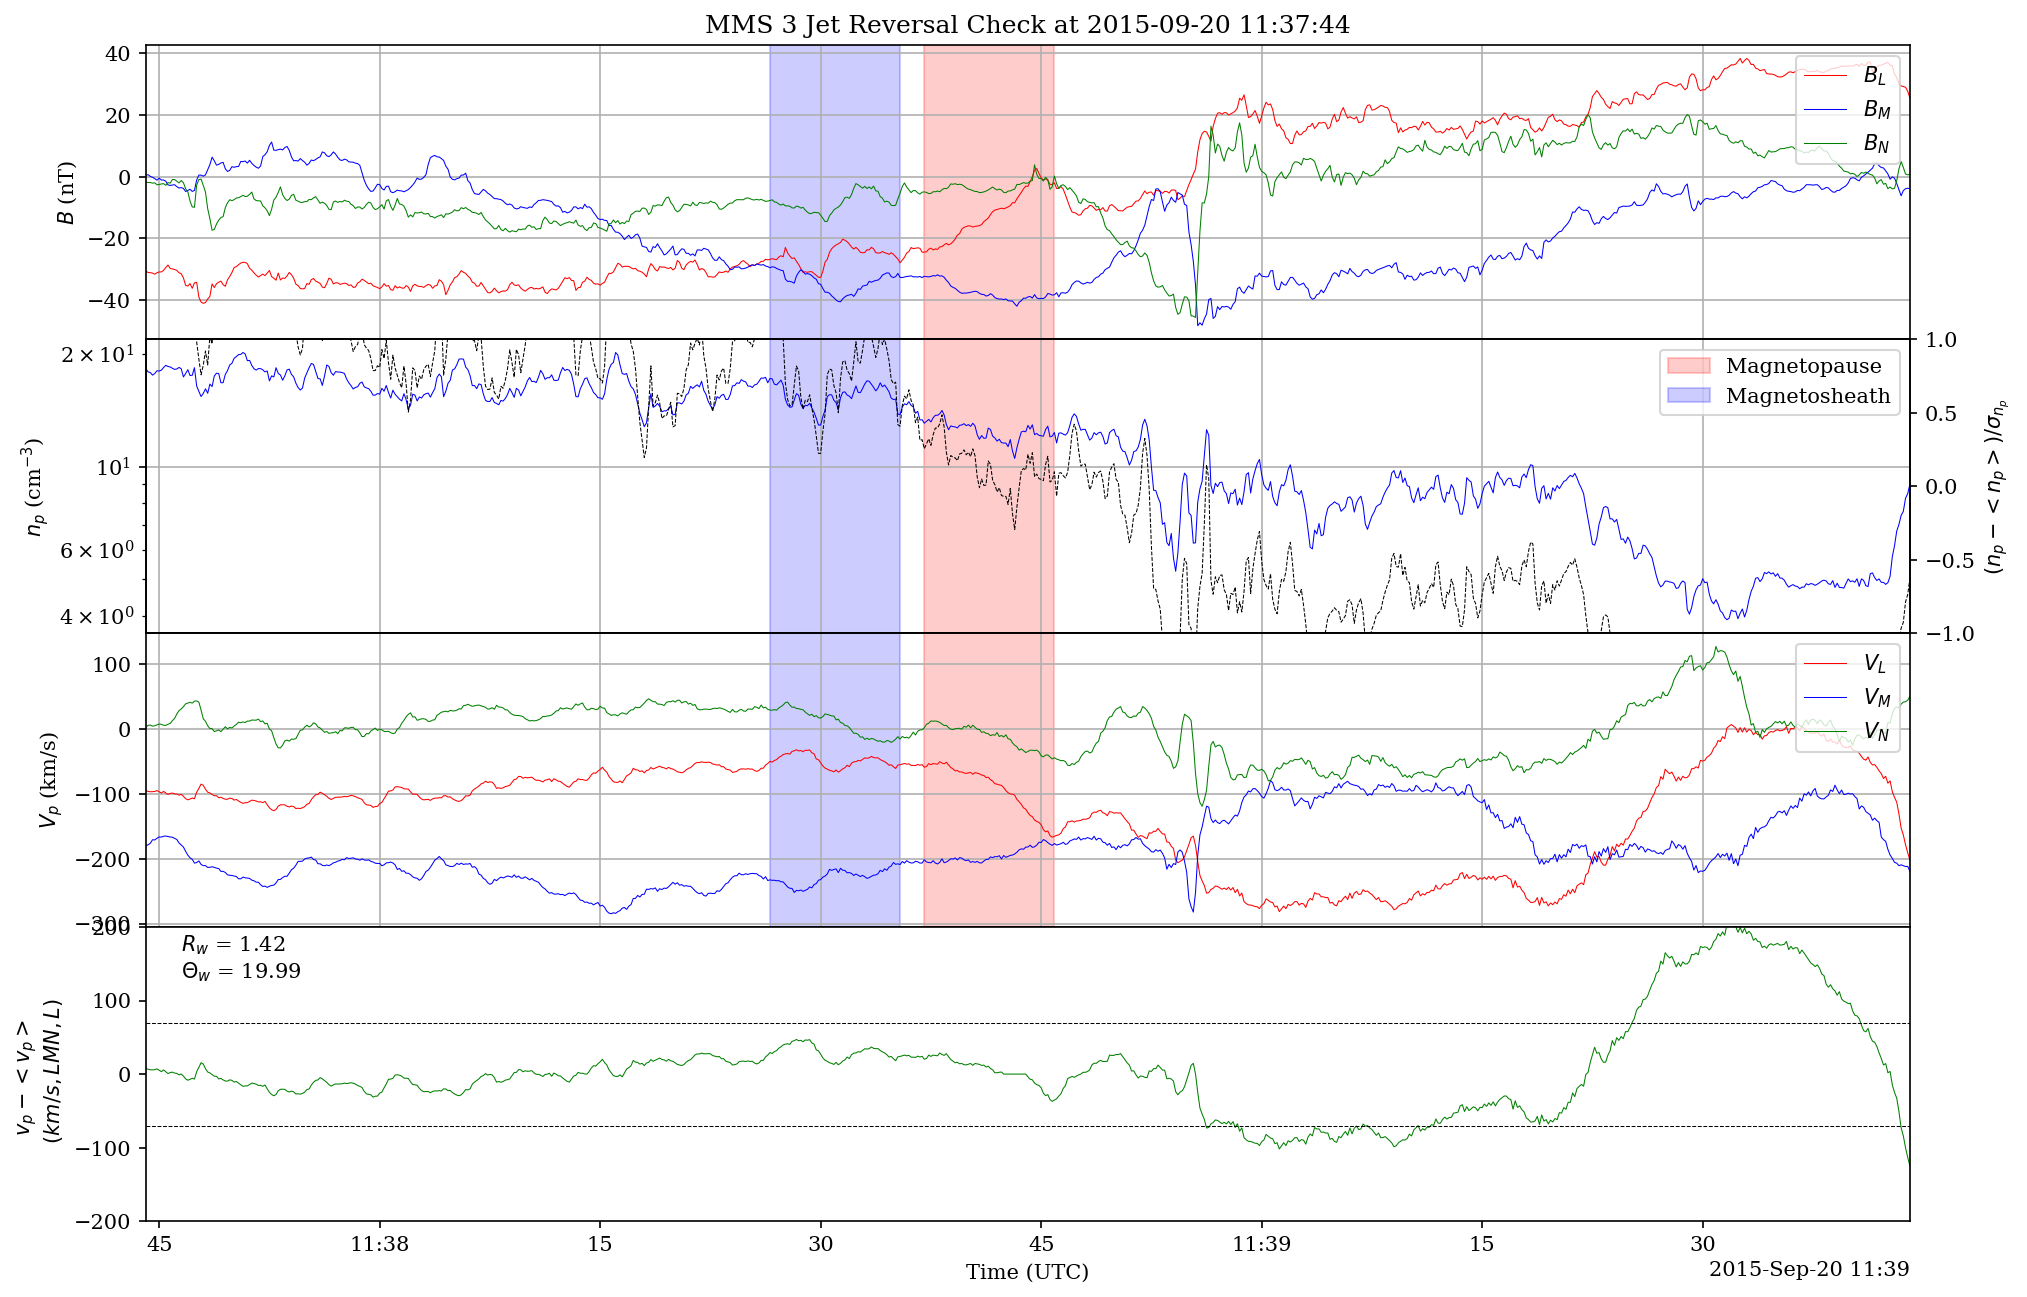 MMS 3 Jet Reversal Check at 2015-09-20 11:37:44
40
20
0
−20
−40
B (nT)
B_L
B_M
B_N
2 × 10^1
10^1
6 × 10^0
4 × 10^0
n_p (cm^−3)
1.0
0.5
0.0
−0.5
−1.0
(n_p − < n_p >)/σ_{n_p}
Magnetopause
Magnetosheath
100
0
−100
−200
−300
V_p (km/s)
V_L
V_M
V_N
200
100
0
−100
−200
v_p − < v_p >
(km/s, LMN, L)
R_w = 1.42
Θ_w = 19.99
45 11:38 15 30 45 11:39 15 30
Time (UTC)
2015-Sep-20 11:39